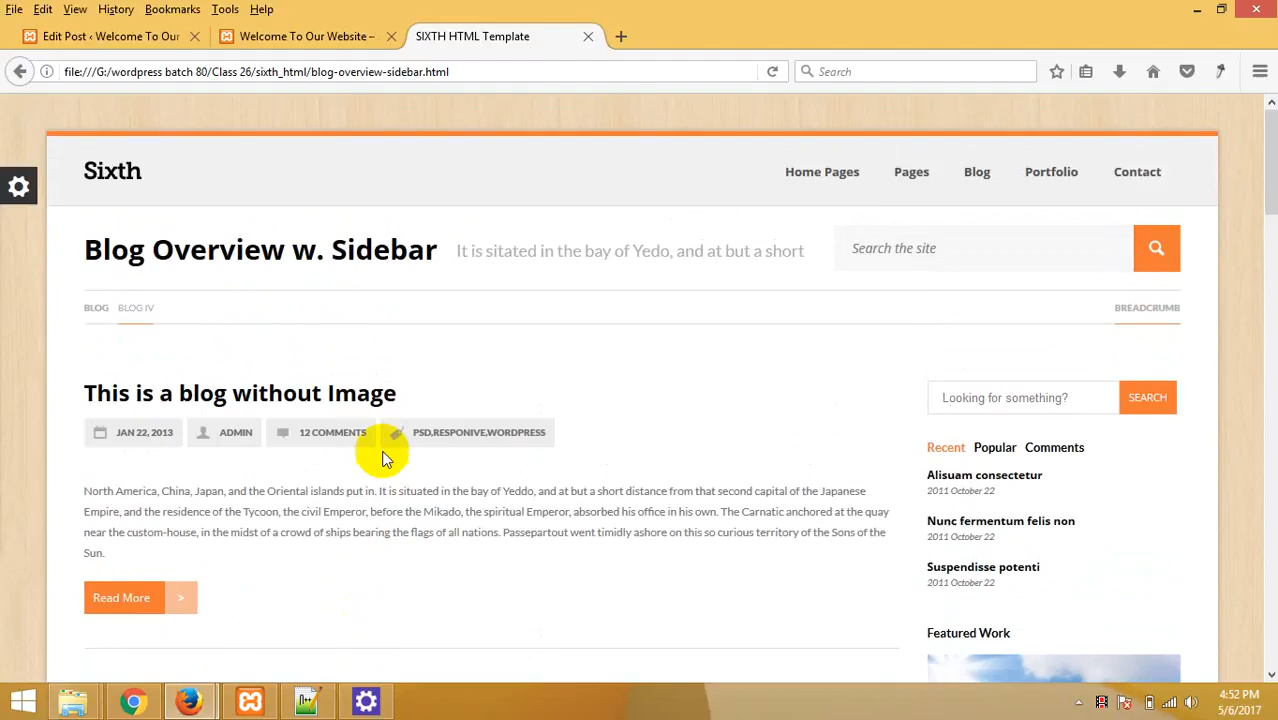 File Edit View History Bookmarks Tools Help
Edit Post ‹ Welcome To Our
Welcome To Our Website –
SIXTH HTML Template
file:///G:/wordpress batch 80/Class 26/sixth_html/blog-overview-sidebar.html
Search
Sixth
Home Pages Pages Blog Portfolio Contact
Blog Overview w. Sidebar It is sitated in the bay of Yedo, and at but a short
Search the site
BLOG BLOG IV BREADCRUMB
This is a blog without Image
JAN 22, 2013 ADMIN 12 COMMENTS PSD,RESPONIVE,WORDPRESS
North America, China, Japan, and the Oriental islands put in. It is situated in the bay of Yeddo, and at but a short distance from that second capital of the Japanese
Empire, and the residence of the Tycoon, the civil Emperor, before the Mikado, the spiritual Emperor, absorbed his office in his own. The Carnatic anchored at the quay
near the custom-house, in the midst of a crowd of ships bearing the flags of all nations. Passepartout went timidly ashore on this so curious territory of the Sons of the
Sun.
Read More >
Looking for something? SEARCH
Recent Popular Comments
Alisuam consectetur
2011 October 22
Nunc fermentum felis non
2011 October 22
Suspendisse potenti
2011 October 22
Featured Work
4:52 PM
5/6/2017